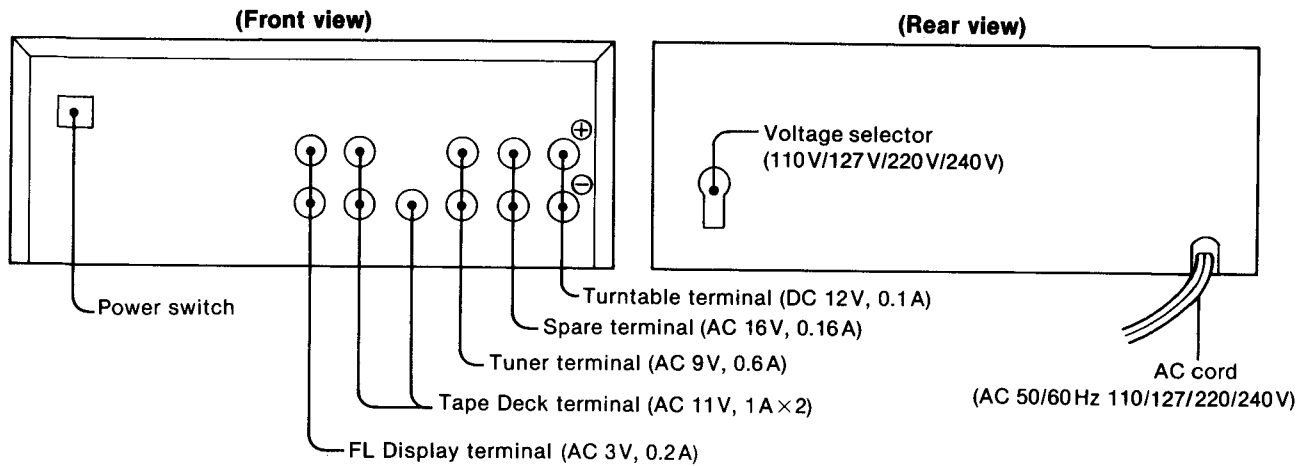 (Front view)
(Rear view)
⊕
⊖
Voltage selector
(110V/127V/220V/240V)
Power switch
Turntable terminal (DC 12V, 0.1A)
Spare terminal (AC 16V, 0.16A)
Tuner terminal (AC 9V, 0.6A)
Tape Deck terminal (AC 11V, 1A×2)
FL Display terminal (AC 3V, 0.2A)
AC cord
(AC 50/60Hz 110/127/220/240V)